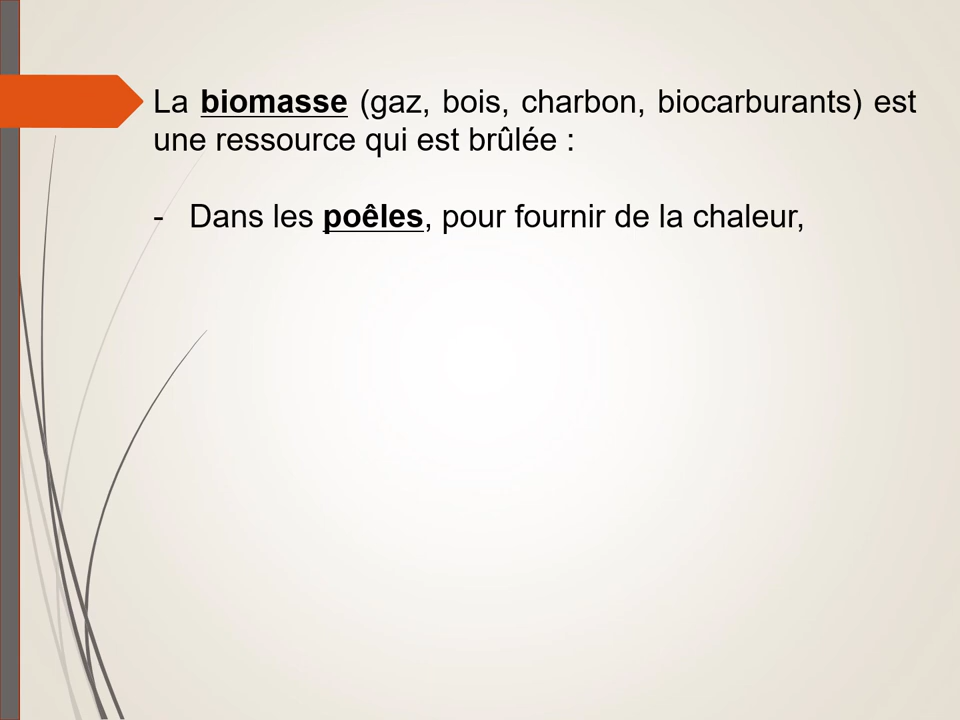 La biomasse (gaz, bois, charbon, biocarburants) est
une ressource qui est brûlée :
- Dans les poêles, pour fournir de la chaleur,